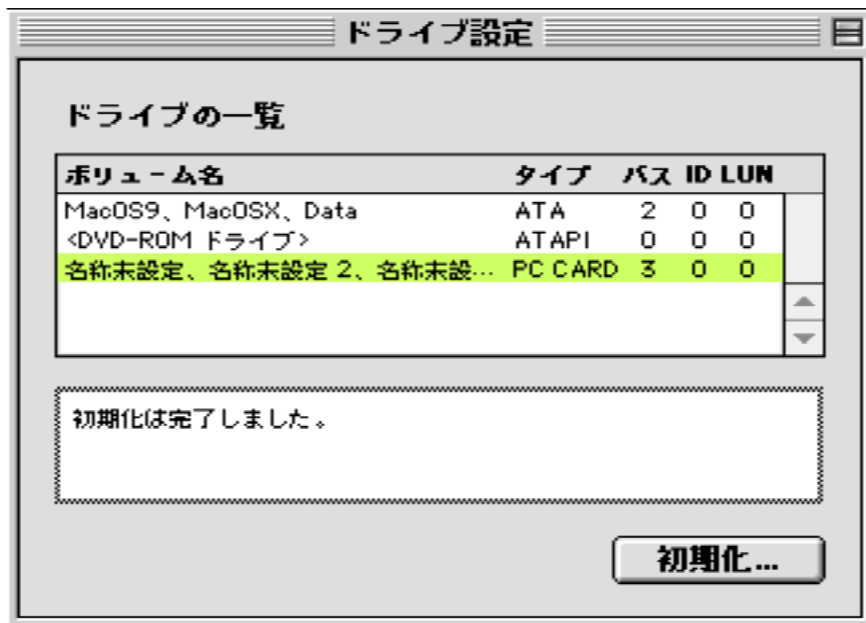 ドライブ設定
ドライブの一覧
ボリューム名 タイプ バス ID LUN
MacOS9、MacOSX、Data ATA 2 0 0
<DVD-ROM ドライブ> ATAPI 0 0 0
名称未設定、名称未設定 2、名称未設… PC CARD 3 0 0
初期化は完了しました。
初期化...